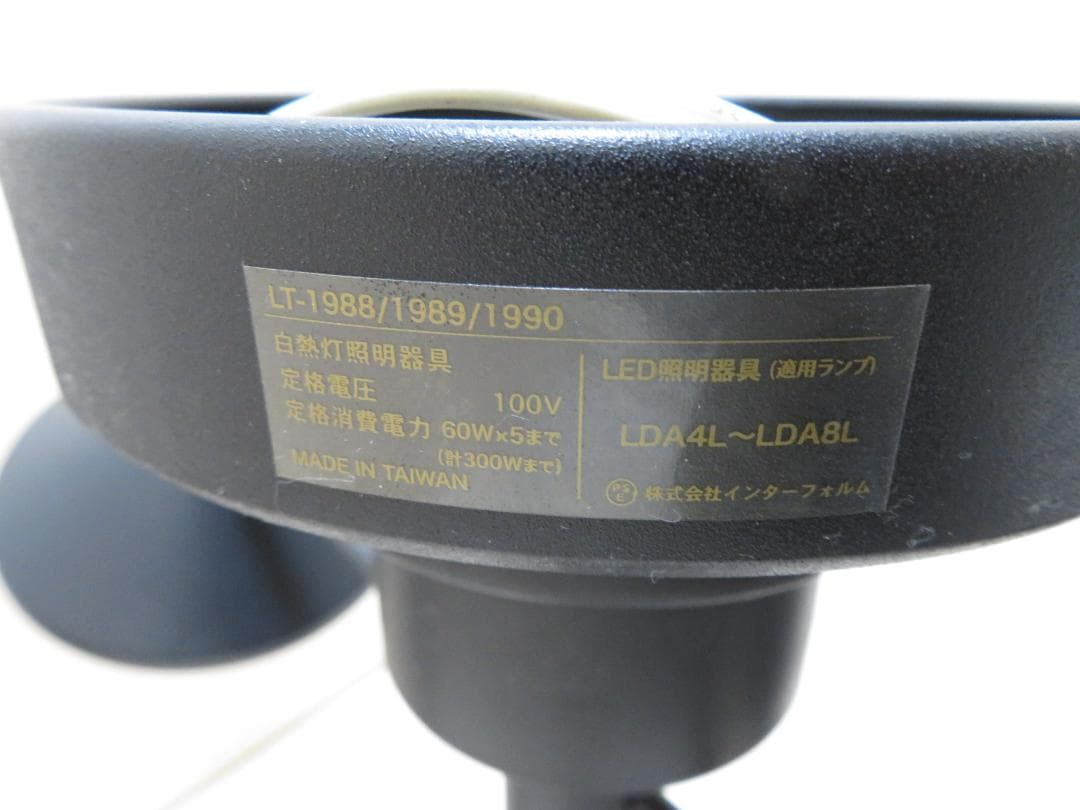 LT-1988/1989/1990
白熱灯照明器具
定格電圧 100V
定格消費電力 60W×5まで
(計300Wまで)
MADE IN TAIWAN
LED照明器具(適用ランプ)
LDA4L〜LDA8L
PSE 株式会社インターフォルム